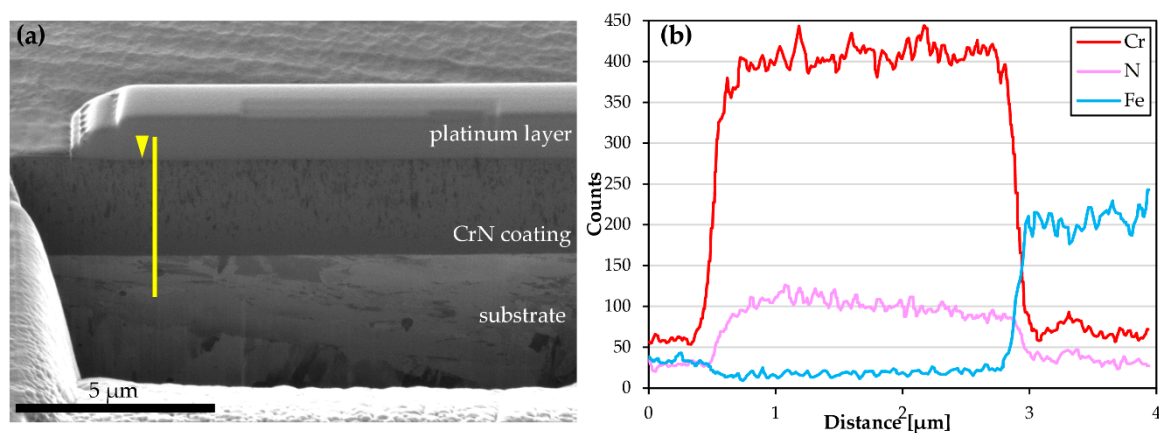 (a)
platinum layer
CrN coating
substrate
5 µm
(b)
Cr
N
Fe
Counts
450
400
350
300
250
200
150
100
50
0
0 1 2 3 4
Distance [µm]